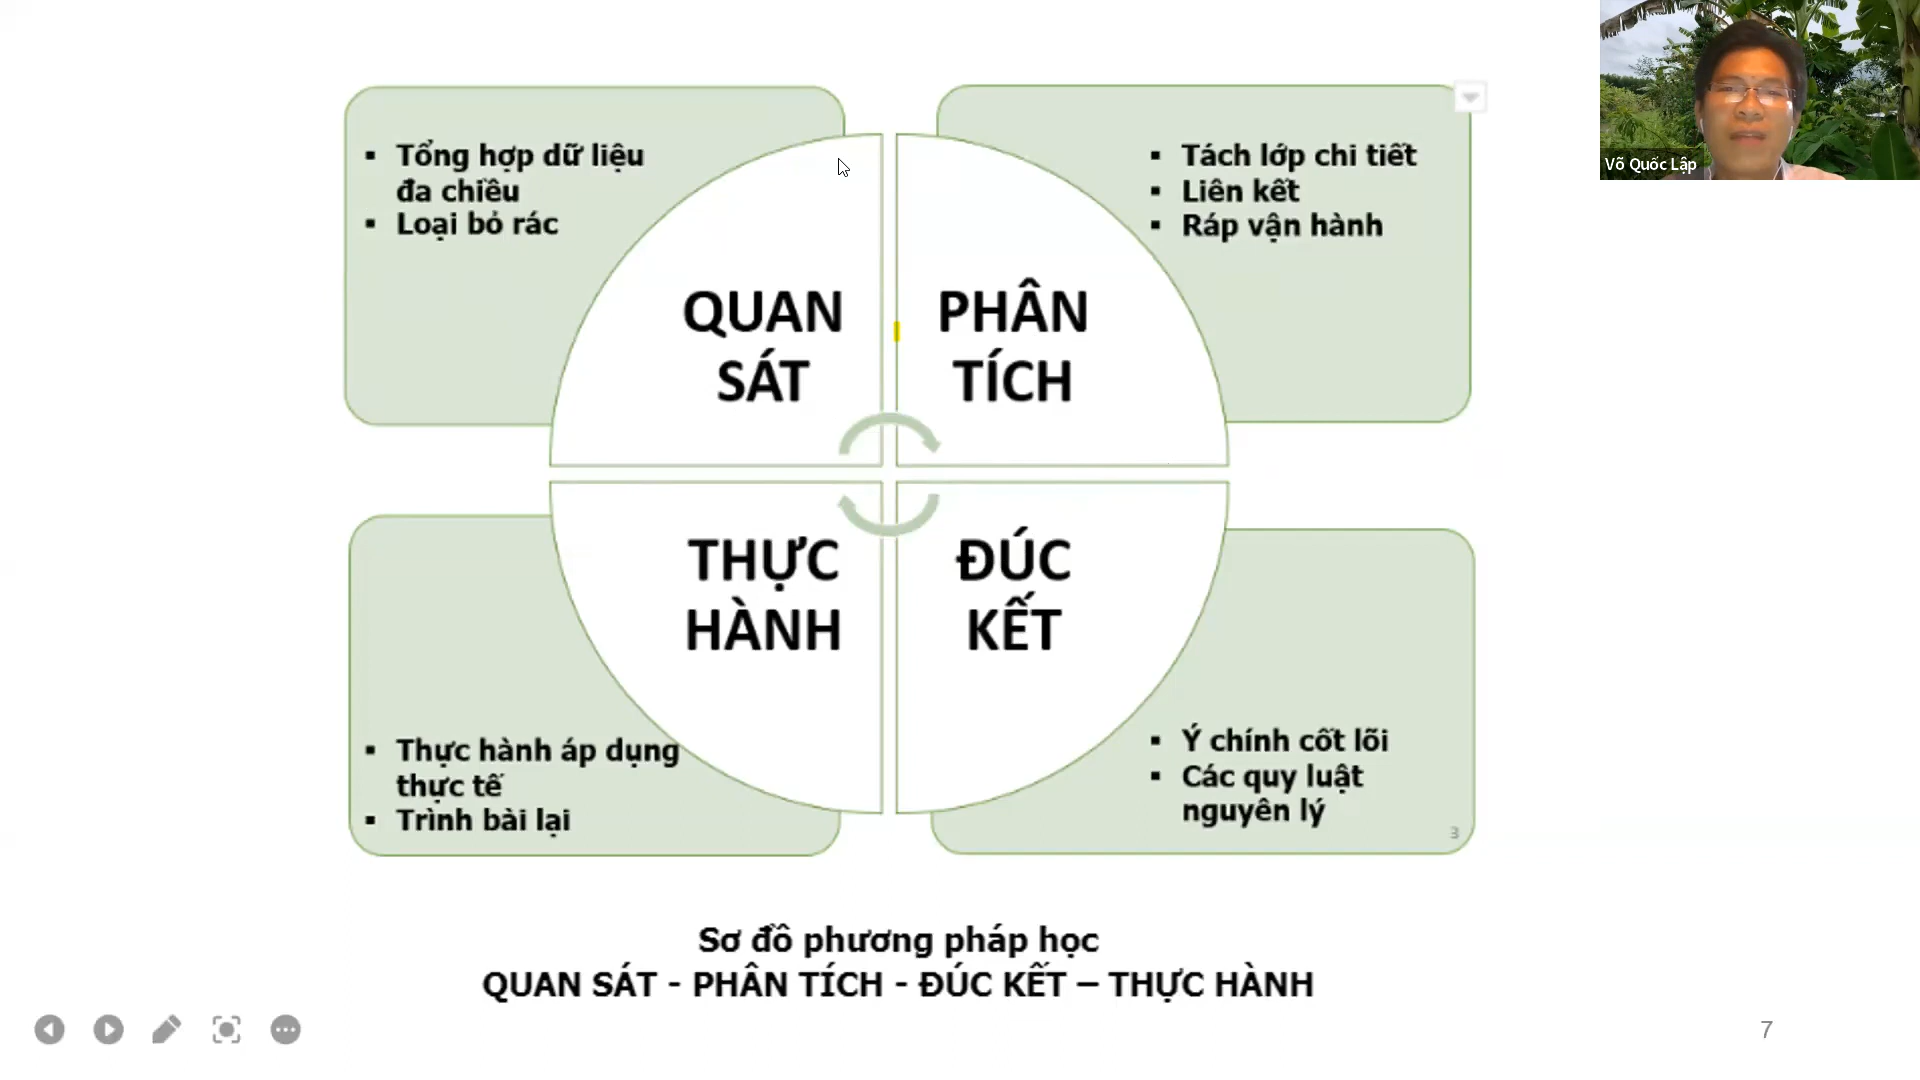 Võ Quốc Lập
▪ Tổng hợp dữ liệu
đa chiều
▪ Loại bỏ rác
▪ Tách lớp chi tiết
▪ Liên kết
▪ Ráp vận hành
QUAN
SÁT
PHÂN
TÍCH
THỰC
HÀNH
ĐÚC
KẾT
▪ Thực hành áp dụng
thực tế
▪ Trình bài lại
▪ Ý chính cốt lõi
▪ Các quy luật
nguyên lý
3
Sơ đồ phương pháp học
QUAN SÁT - PHÂN TÍCH - ĐÚC KẾT – THỰC HÀNH
7